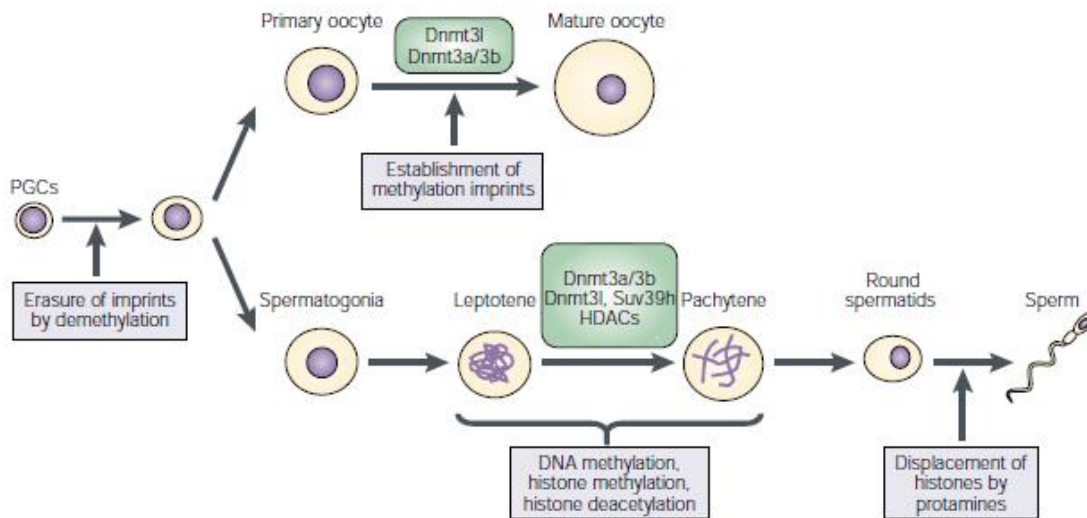 Primary oocyte
Dnmt3l
Dnmt3a/3b
Mature oocyte
Establishment of
methylation imprints
PGCs
Erasure of imprints
by demethylation
Spermatogonia
Leptotene
Dnmt3a/3b
Dnmt3l, Suv39h
HDACs
Pachytene
Round
spermatids
Sperm
DNA methylation,
histone methylation,
histone deacetylation
Displacement of
histones by
protamines